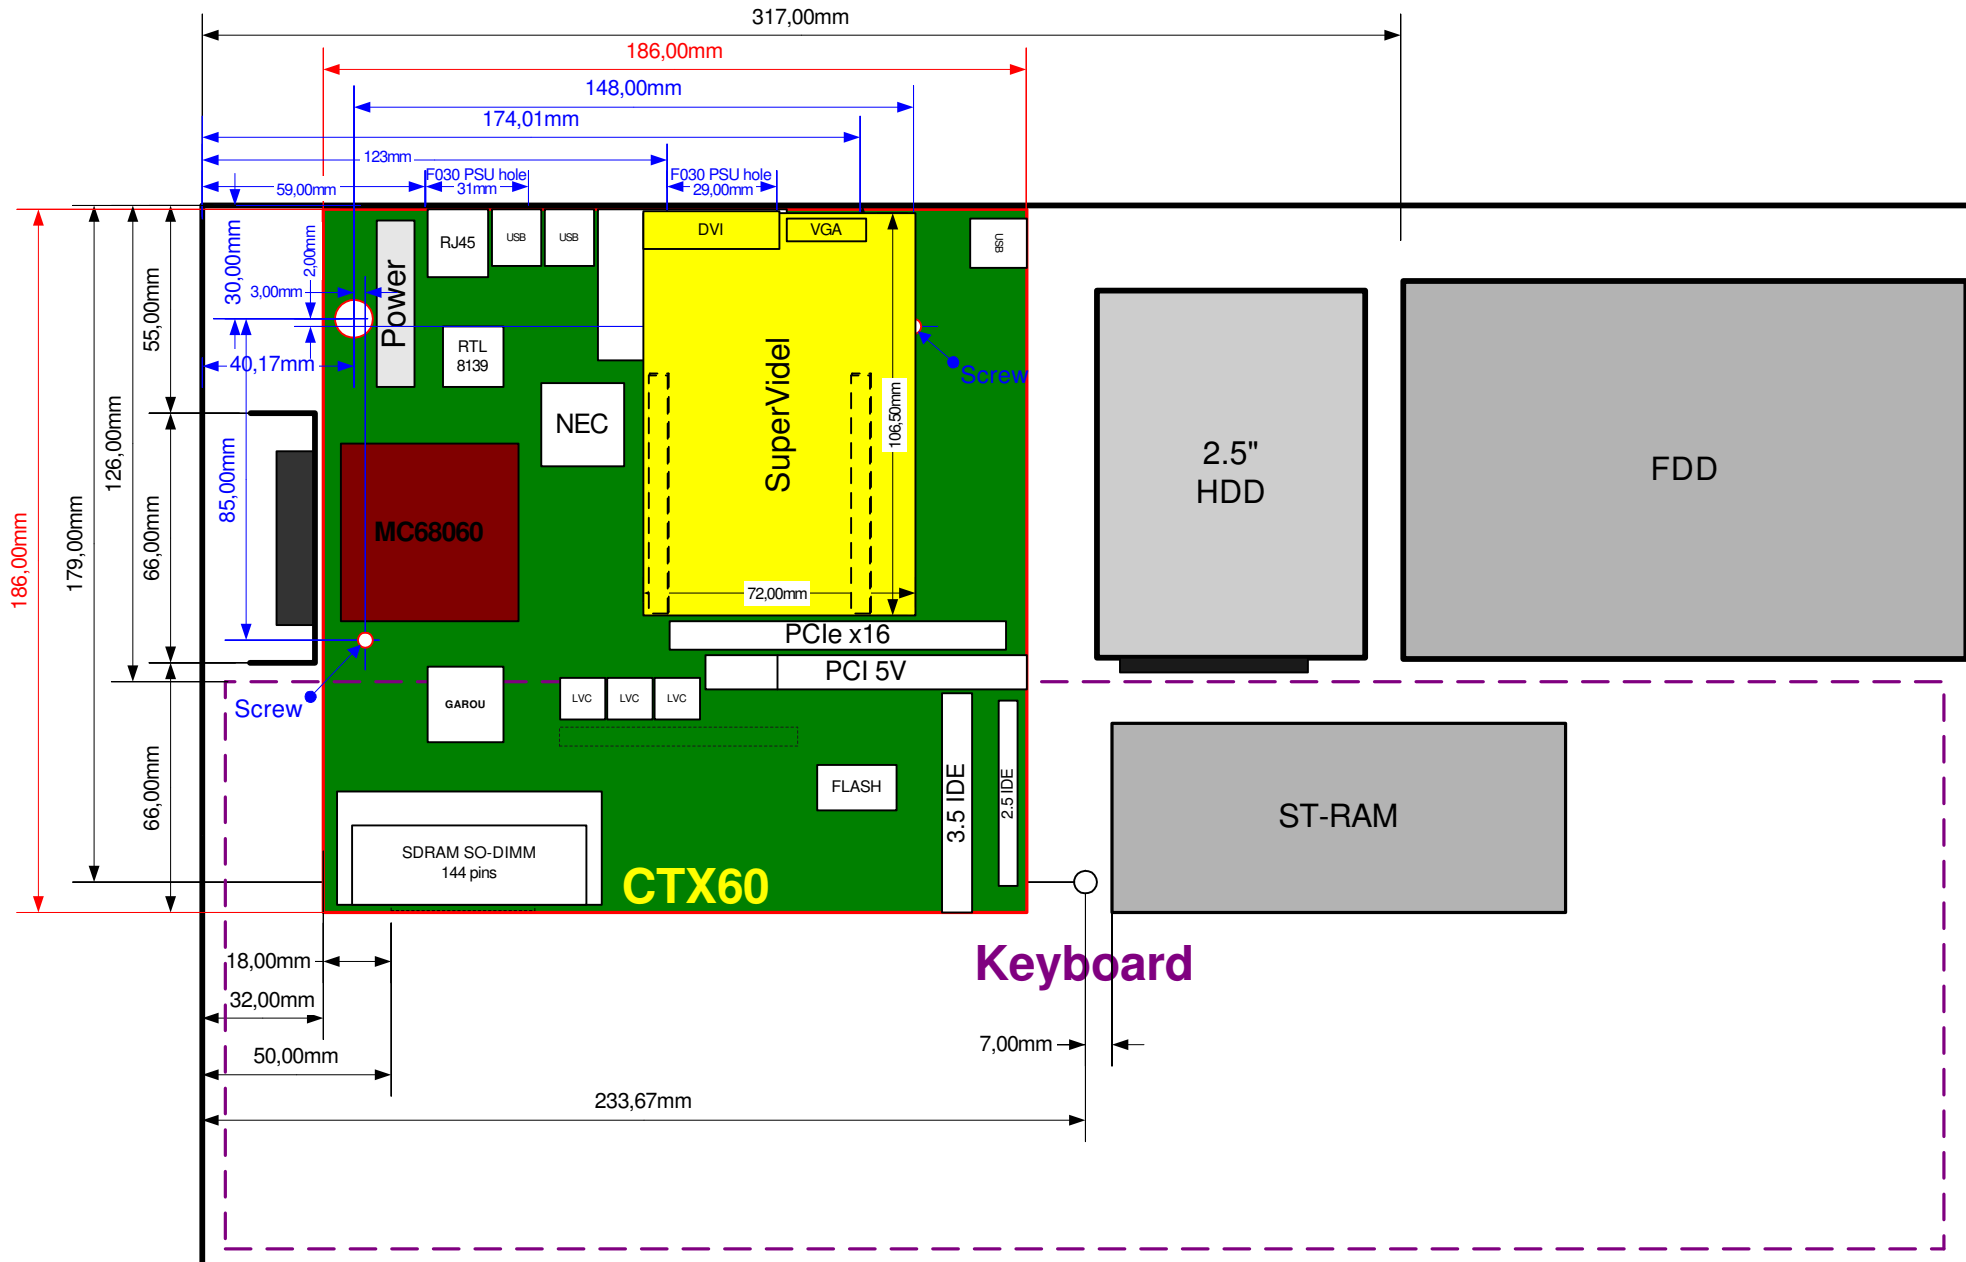 317,00mm
186,00mm
148,00mm
174,01mm
123mm
F030 PSU hole
31mm
F030 PSU hole
29,00mm
59,00mm
30,00mm
2,00mm
3,00mm
40,17mm
55,00mm
126,00mm
85,00mm
66,00mm
179,00mm
186,00mm
66,00mm
Power
RJ45
USB
USB
DVI
VGA
USB
RTL
8139
NEC
SuperVidel
106,50mm
72,00mm
Screw
MC68060
2.5"
HDD
FDD
PCIe x16
PCI 5V
Screw
GAROU
LVC
LVC
LVC
FLASH
3.5 IDE
2.5 IDE
ST-RAM
SDRAM SO-DIMM
144 pins
CTX60
Keyboard
18,00mm
32,00mm
50,00mm
7,00mm
233,67mm